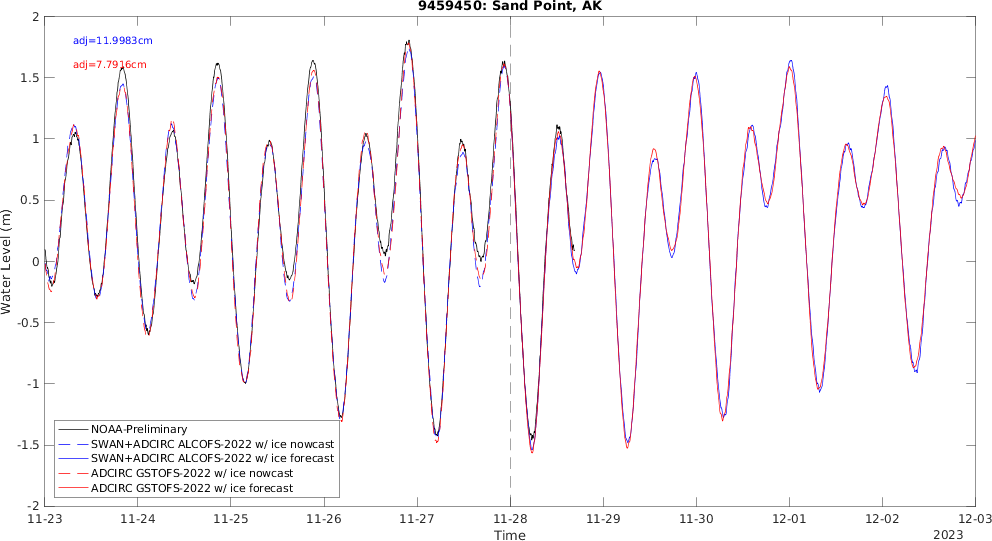 9459450: Sand Point, AK
adj=11.9983cm
adj=7.7916cm
Water Level (m)
2
1.5
1
0.5
0
-0.5
-1
-1.5
-2
NOAA-Preliminary
SWAN+ADCIRC ALCOFS-2022 w/ ice nowcast
SWAN+ADCIRC ALCOFS-2022 w/ ice forecast
ADCIRC GSTOFS-2022 w/ ice nowcast
ADCIRC GSTOFS-2022 w/ ice forecast
11-23 11-24 11-25 11-26 11-27 11-28 11-29 11-30 12-01 12-02 12-03
Time
2023